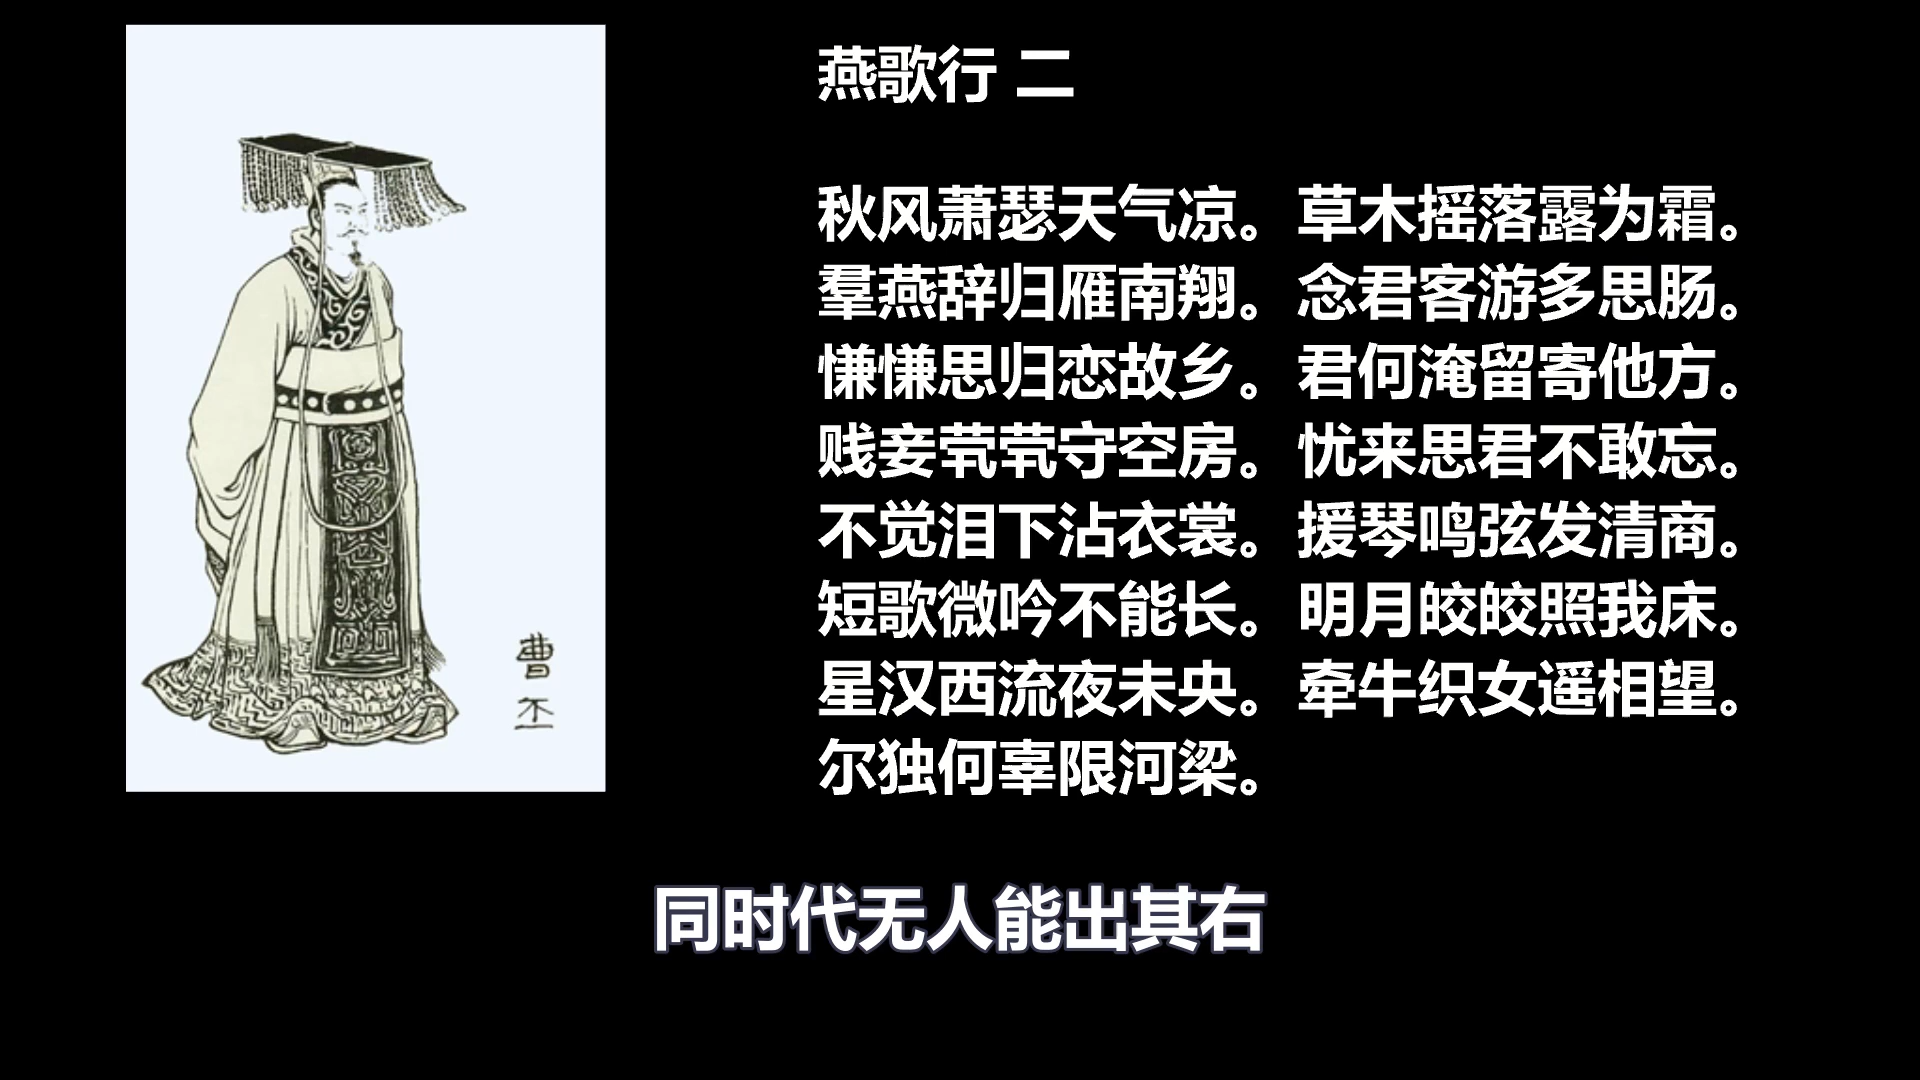 燕歌行 二
秋风萧瑟天气凉。草木摇落露为霜。
羣燕辞归雁南翔。念君客游多思肠。
慊慊思归恋故乡。君何淹留寄他方。
贱妾茕茕守空房。忧来思君不敢忘。
不觉泪下沾衣裳。援琴鸣弦发清商。
短歌微吟不能长。明月皎皎照我床。
星汉西流夜未央。牵牛织女遥相望。
尔独何辜限河梁。
曹丕
同时代无人能出其右